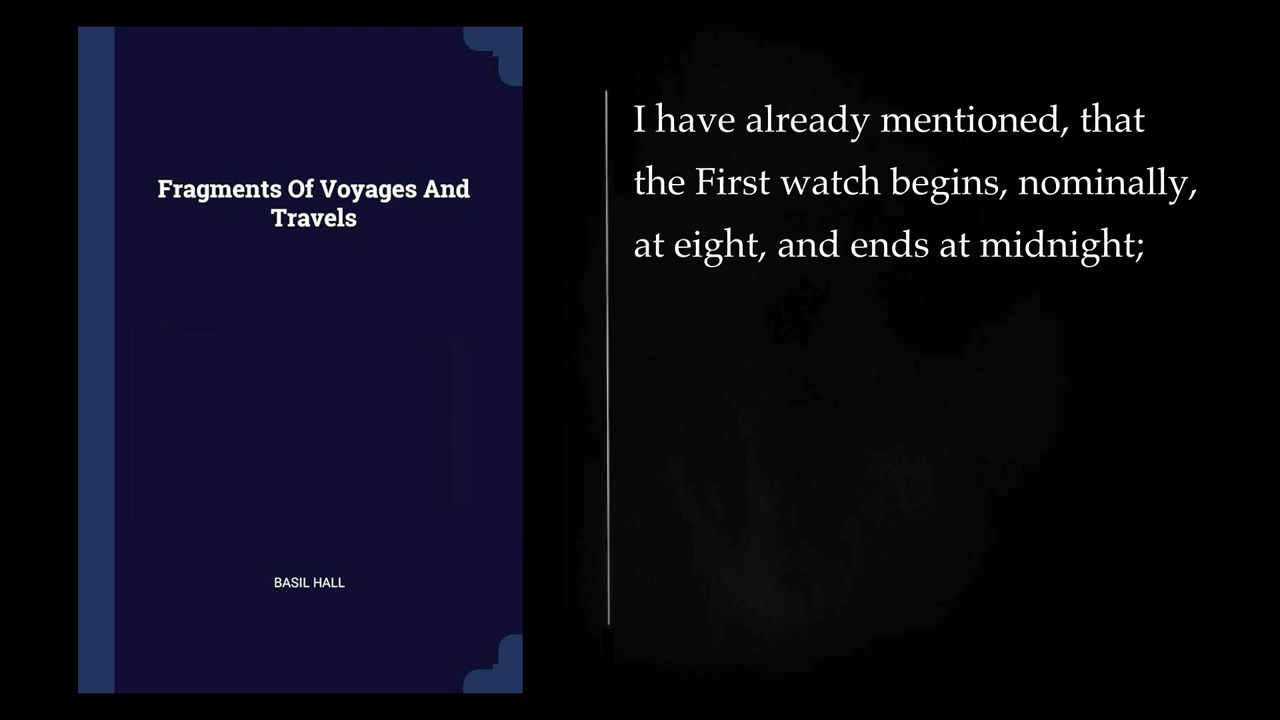 Fragments Of Voyages And
Travels
BASIL HALL
I have already mentioned, that
the First watch begins, nominally,
at eight, and ends at midnight;